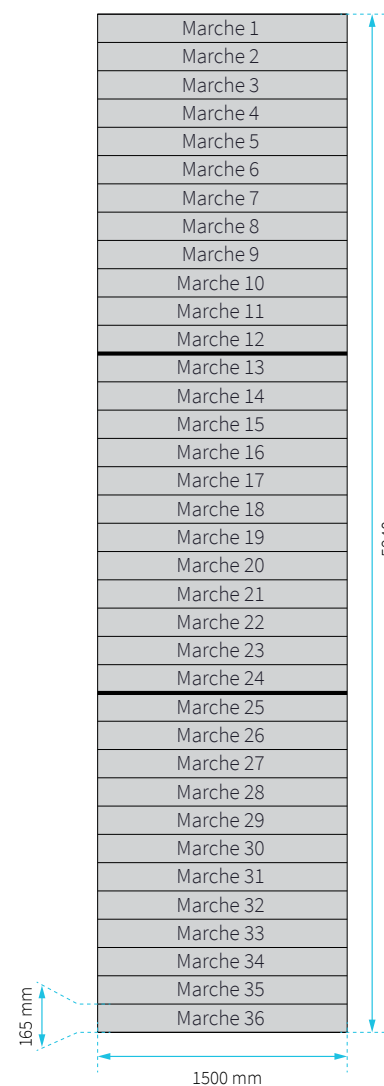 Marche 1
Marche 2
Marche 3
Marche 4
Marche 5
Marche 6
Marche 7
Marche 8
Marche 9
Marche 10
Marche 11
Marche 12
Marche 13
Marche 14
Marche 15
Marche 16
Marche 17
Marche 18
Marche 19
Marche 20
Marche 21
Marche 22
Marche 23
Marche 24
Marche 25
Marche 26
Marche 27
Marche 28
Marche 29
Marche 30
Marche 31
Marche 32
Marche 33
Marche 34
Marche 35
Marche 36
165 mm
1500 mm